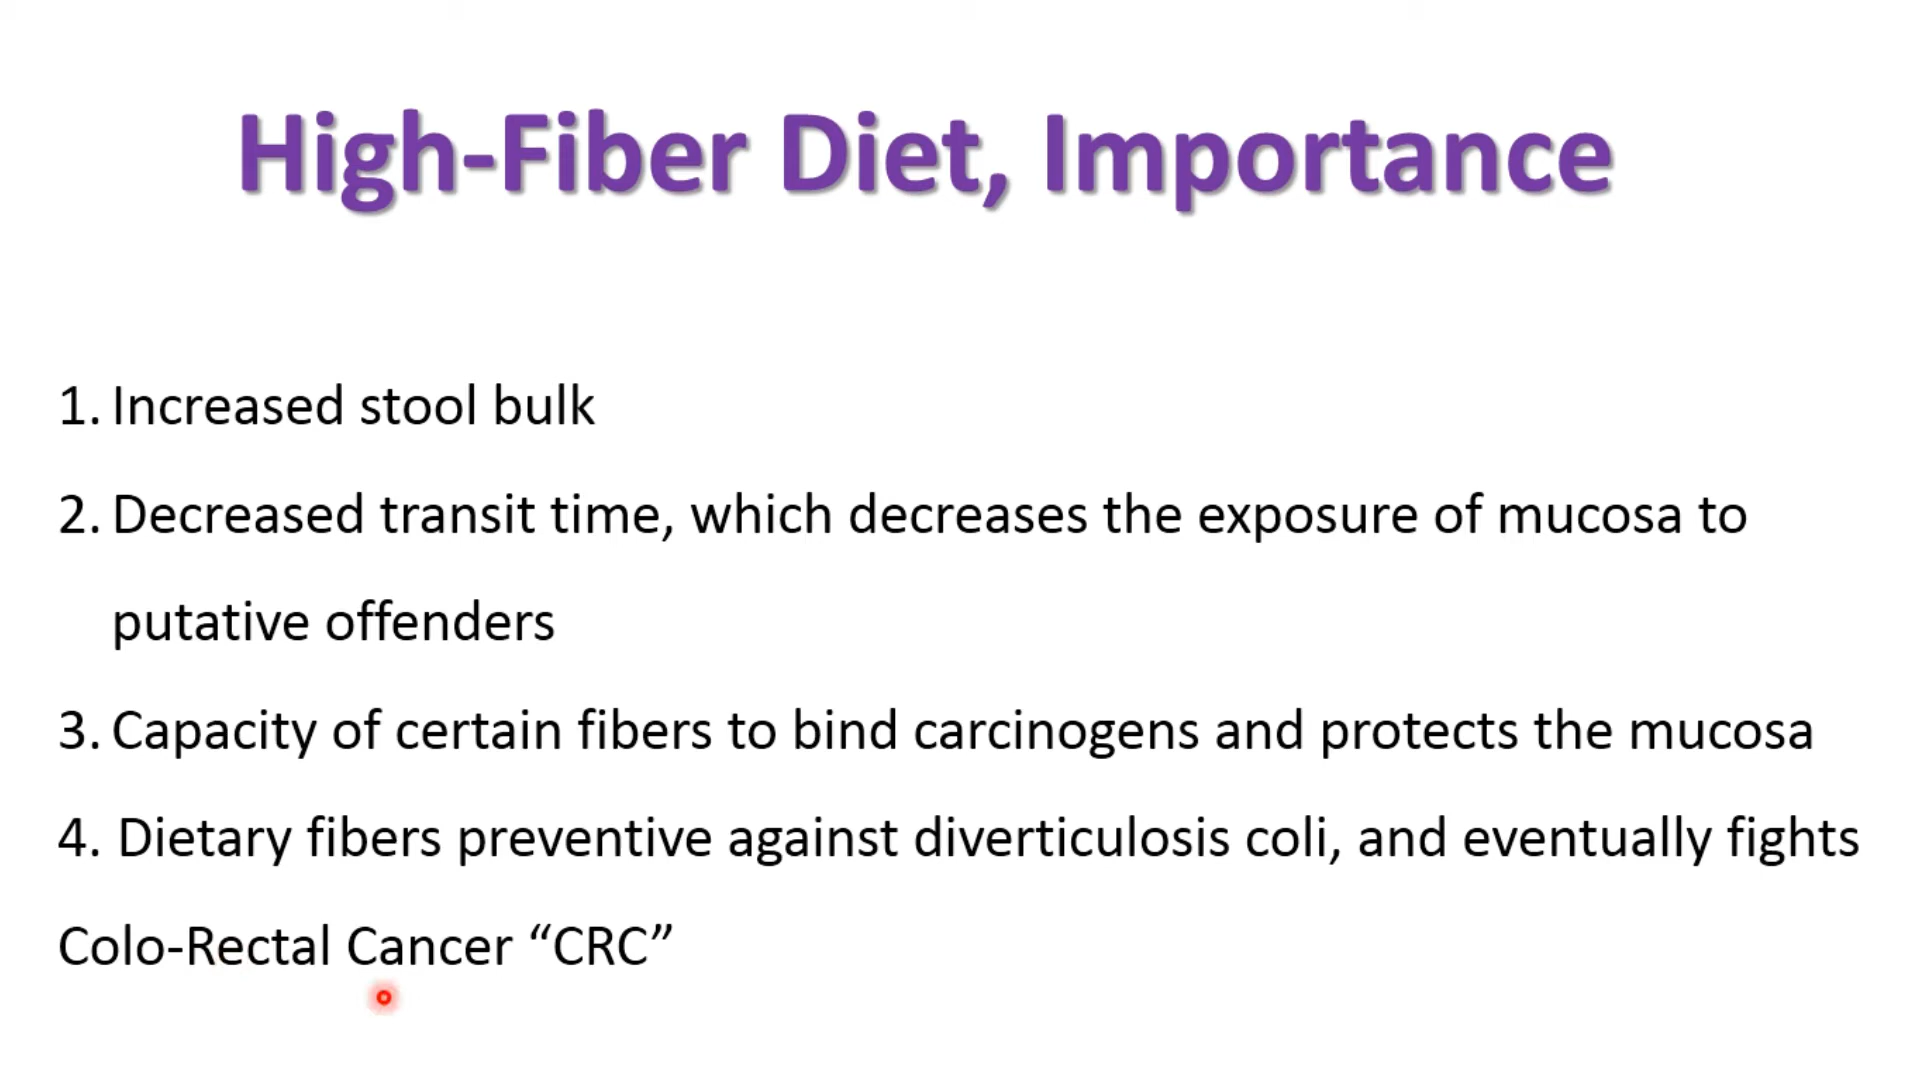 High-Fiber Diet, Importance
1. Increased stool bulk
2. Decreased transit time, which decreases the exposure of mucosa to
putative offenders
3. Capacity of certain fibers to bind carcinogens and protects the mucosa
4. Dietary fibers preventive against diverticulosis coli, and eventually fights
Colo-Rectal Cancer “CRC”